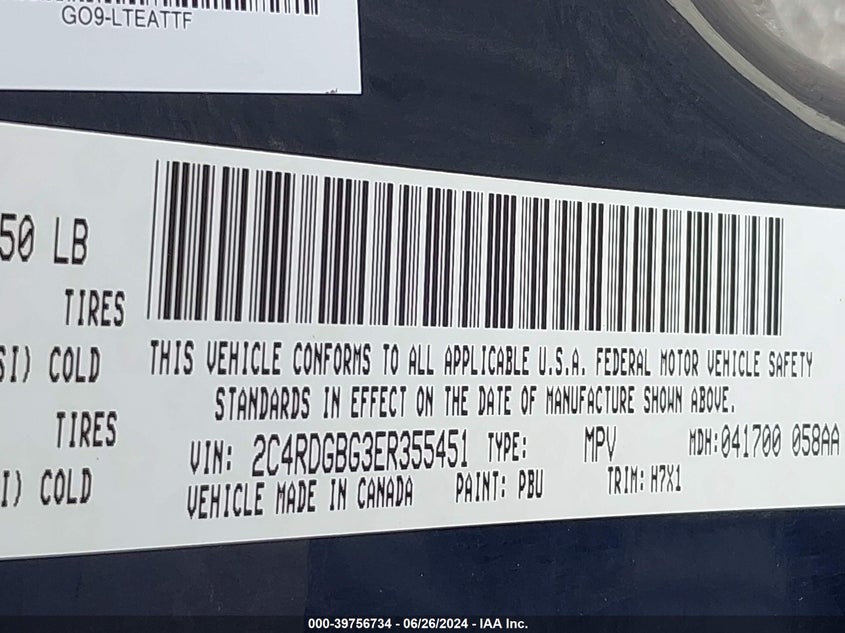 GO9-LTEATTF
50 LB
TIRES
SI) COLD
THIS VEHICLE CONFORMS TO ALL APPLICABLE U.S.A. FEDERAL MOTOR VEHICLE SAFETY
STANDARDS IN EFFECT ON THE DATE OF MANUFACTURE SHOWN ABOVE.
TIRES
VIN: 2C4RDGBG3ER355451 TYPE: MPV MDH:041700 058AA
I) COLD
VEHICLE MADE IN CANADA PAINT: PBU TRIM: H7X1
000-39756734 - 06/26/2024 - IAA Inc.